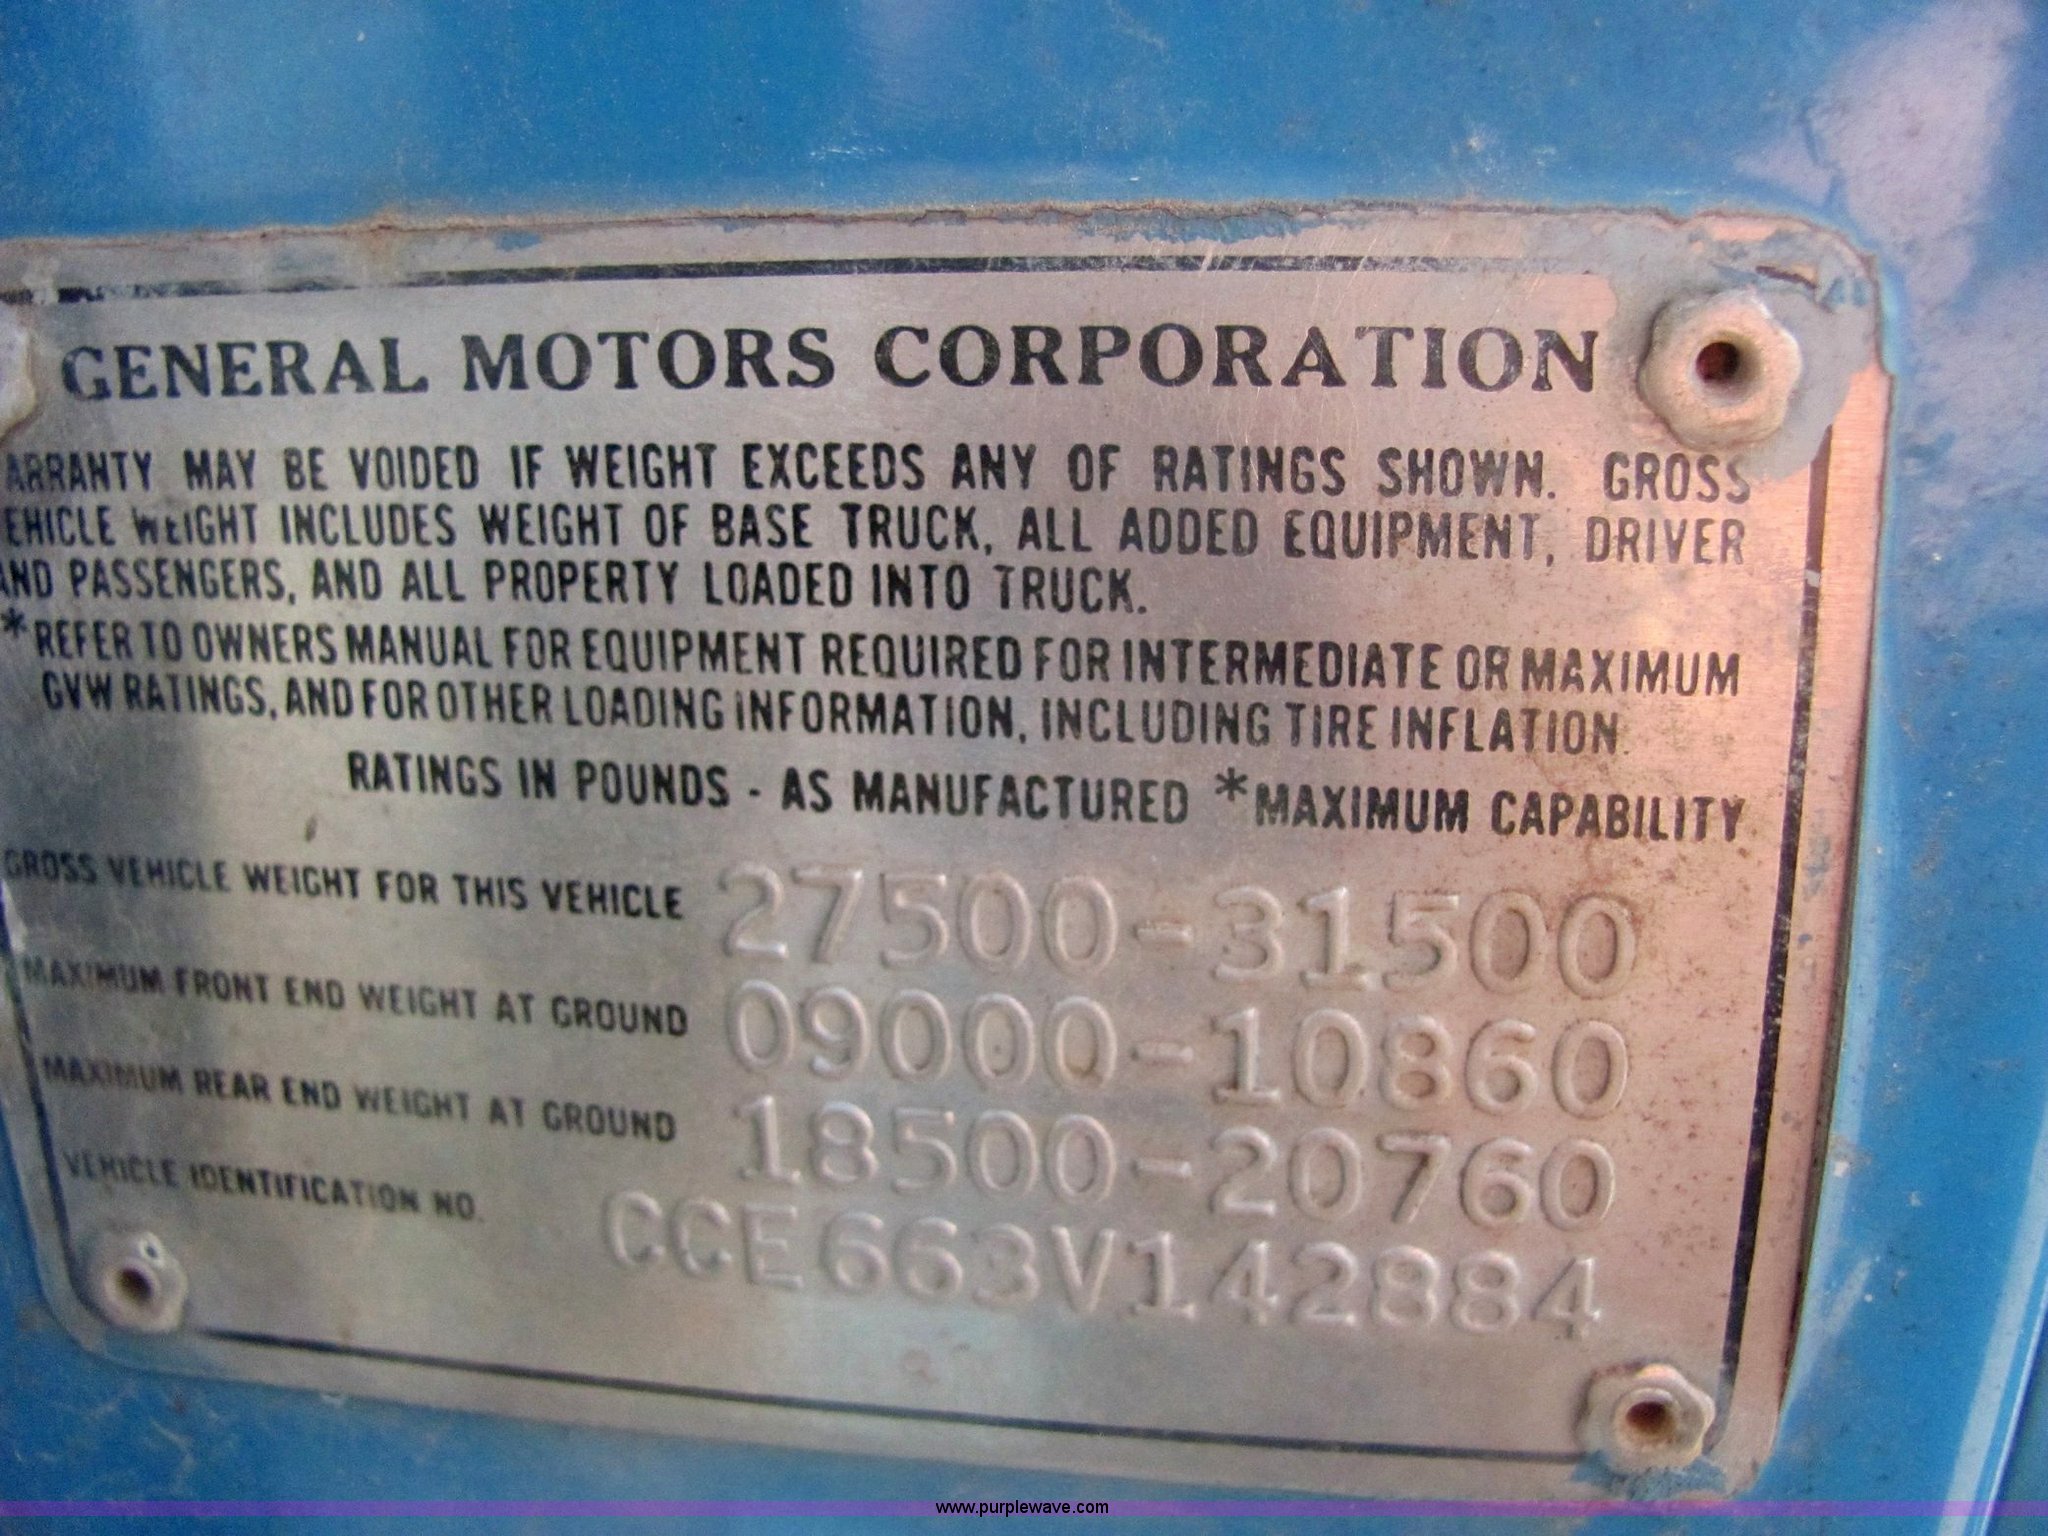 GENERAL MOTORS CORPORATION
ARRANTY MAY BE VOIDED IF WEIGHT EXCEEDS ANY OF RATINGS SHOWN. GROSS
EHICLE WEIGHT INCLUDES WEIGHT OF BASE TRUCK, ALL ADDED EQUIPMENT, DRIVER
AND PASSENGERS, AND ALL PROPERTY LOADED INTO TRUCK.
*REFER TO OWNERS MANUAL FOR EQUIPMENT REQUIRED FOR INTERMEDIATE OR MAXIMUM
GVW RATINGS, AND FOR OTHER LOADING INFORMATION, INCLUDING TIRE INFLATION.
RATINGS IN POUNDS - AS MANUFACTURED *MAXIMUM CAPABILITY
GROSS VEHICLE WEIGHT FOR THIS VEHICLE 27500-31500
MAXIMUM FRONT END WEIGHT AT GROUND 09000-10860
MAXIMUM REAR END WEIGHT AT GROUND 18500-20760
VEHICLE IDENTIFICATION NO. CCE663V142884
www.purplewave.com